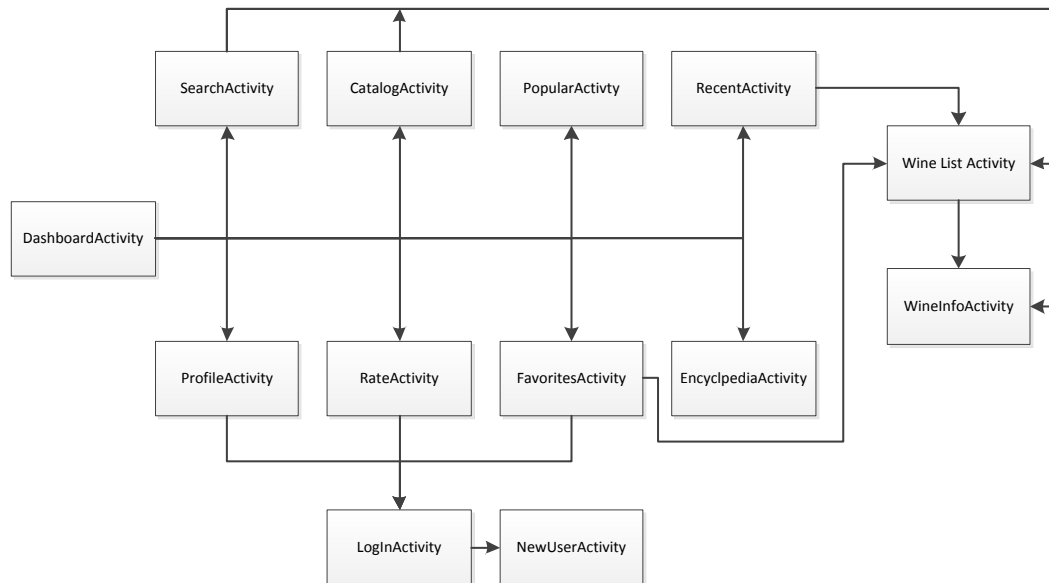 SearchActivity
CatalogActivity
PopularActivty
RecentActivity
Wine List Activity
DashboardActivity
WineInfoActivity
ProfileActivity
RateActivity
FavoritesActivity
EncyclpediaActivity
LogInActivity
NewUserActivity